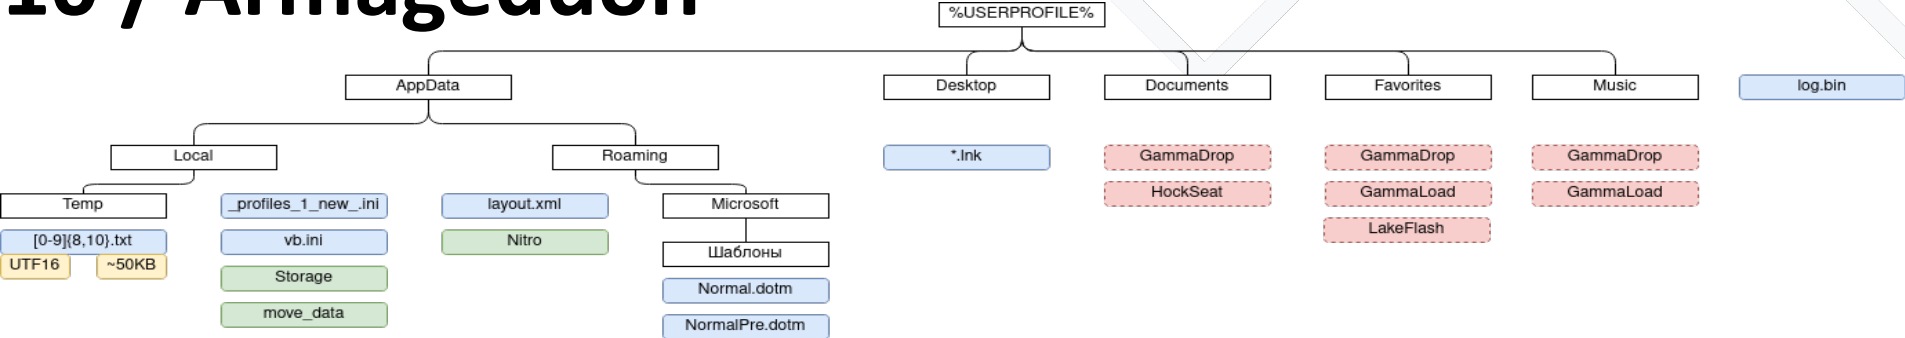 10 / Armageddon
%USERPROFILE%
AppData
Desktop
Documents
Favorites
Music
log.bin
Local
Roaming
*.lnk
GammaDrop
GammaDrop
GammaDrop
HockSeat
GammaLoad
GammaLoad
Temp
_profiles_1_new_.ini
layout.xml
Microsoft
LakeFlash
[0-9]{8,10}.txt
vb.ini
Nitro
Шаблоны
UTF16
~50KB
Storage
Normal.dotm
move_data
NormalPre.dotm